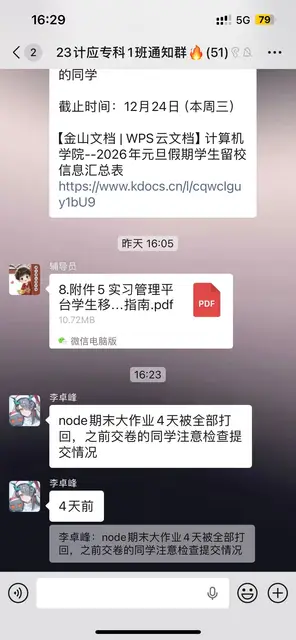 16:29
5G
79
2
23计应专科1班通知群🔥(51)
的同学
截止时间：12月24日 (本周三)
【金山文档 | WPS云文档】 计算机
学院--2026年元旦假期学生留校
信息汇总表
https://www.kdocs.cn/l/cqwclgu
y1bU9
昨天 16:05
辅导员
8.附件5 实习管理平
台学生移...指南.pdf
PDF
10.72MB
微信电脑版
16:23
李卓峰
node期末大作业4天被全部打
回，之前交卷的同学注意检查提
交情况
李卓峰
4天前
李卓峰：node期末大作业4天被全部打
回，之前交卷的同学注意检查提交情况